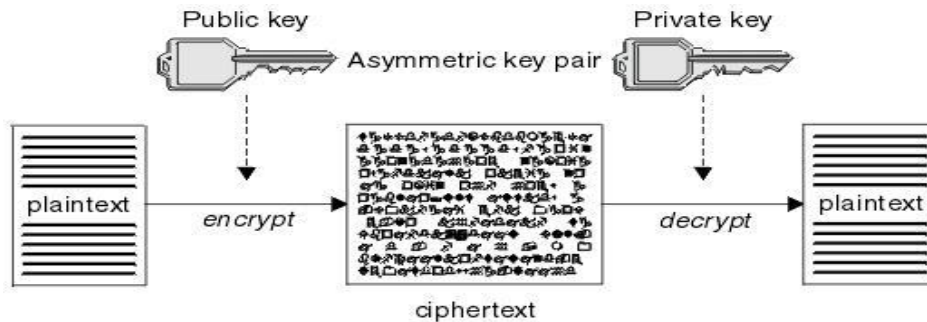 Public key
Private key
Asymmetric key pair
plaintext
encrypt
decrypt
plaintext
ciphertext